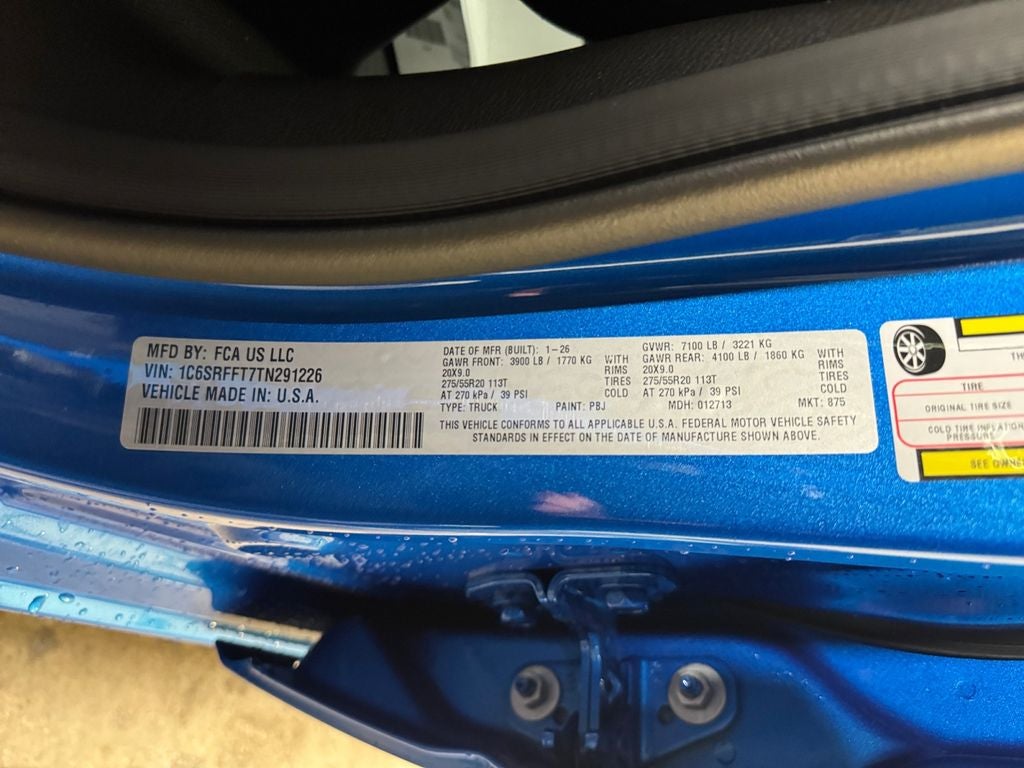 MFD BY: FCA US LLC
VIN: 1C6SRFFT7TN291226
VEHICLE MADE IN: U.S.A.
DATE OF MFR (BUILT): 1-26
GAWR FRONT: 3900 LB / 1770 KG WITH
20X9.0 RIMS
275/55R20 113T TIRES
AT 270 kPa / 39 PSI COLD
TYPE: TRUCK PAINT: PBJ
GVWR: 7100 LB / 3221 KG
GAWR REAR: 4100 LB / 1860 KG WITH
20X9.0 RIMS
275/55R20 113T TIRES
AT 270 kPa / 39 PSI COLD
MDH: 012713 MKT: 875
THIS VEHICLE CONFORMS TO ALL APPLICABLE U.S.A. FEDERAL MOTOR VEHICLE SAFETY
STANDARDS IN EFFECT ON THE DATE OF MANUFACTURE SHOWN ABOVE.
TIRE
ORIGINAL TIRE SIZE
COLD TIRE INFLATION
PRESSURE
SEE